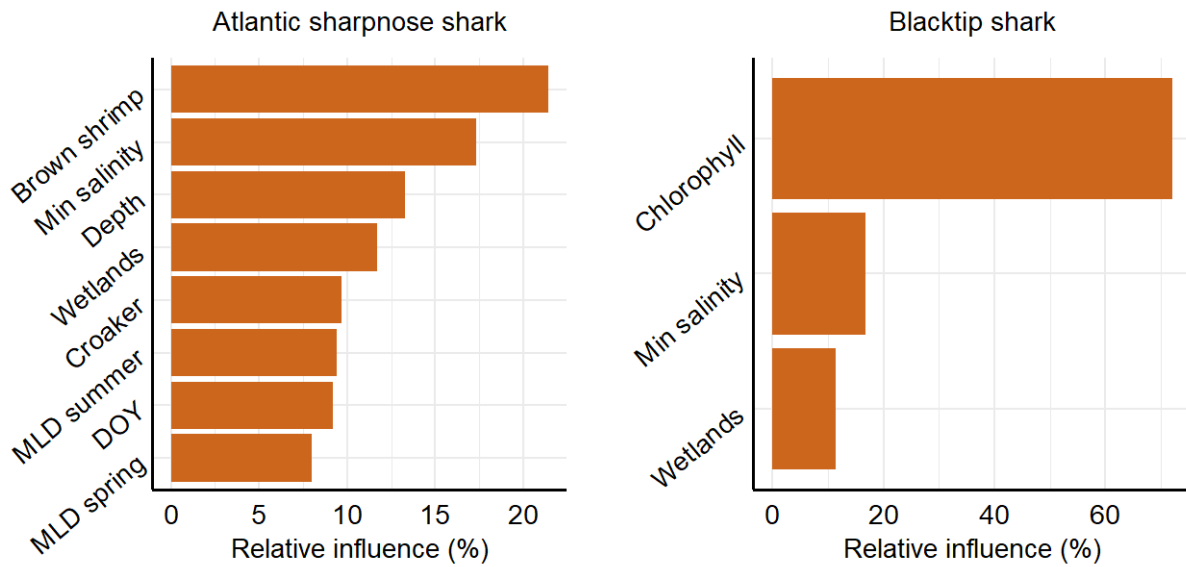 Atlantic sharpnose shark
Brown shrimp
Min salinity
Depth
Wetlands
Croaker
MLD summer
DOY
MLD spring
0 5 10 15 20
Relative influence (%)
Blacktip shark
Chlorophyll
Min salinity
Wetlands
0 20 40 60
Relative influence (%)